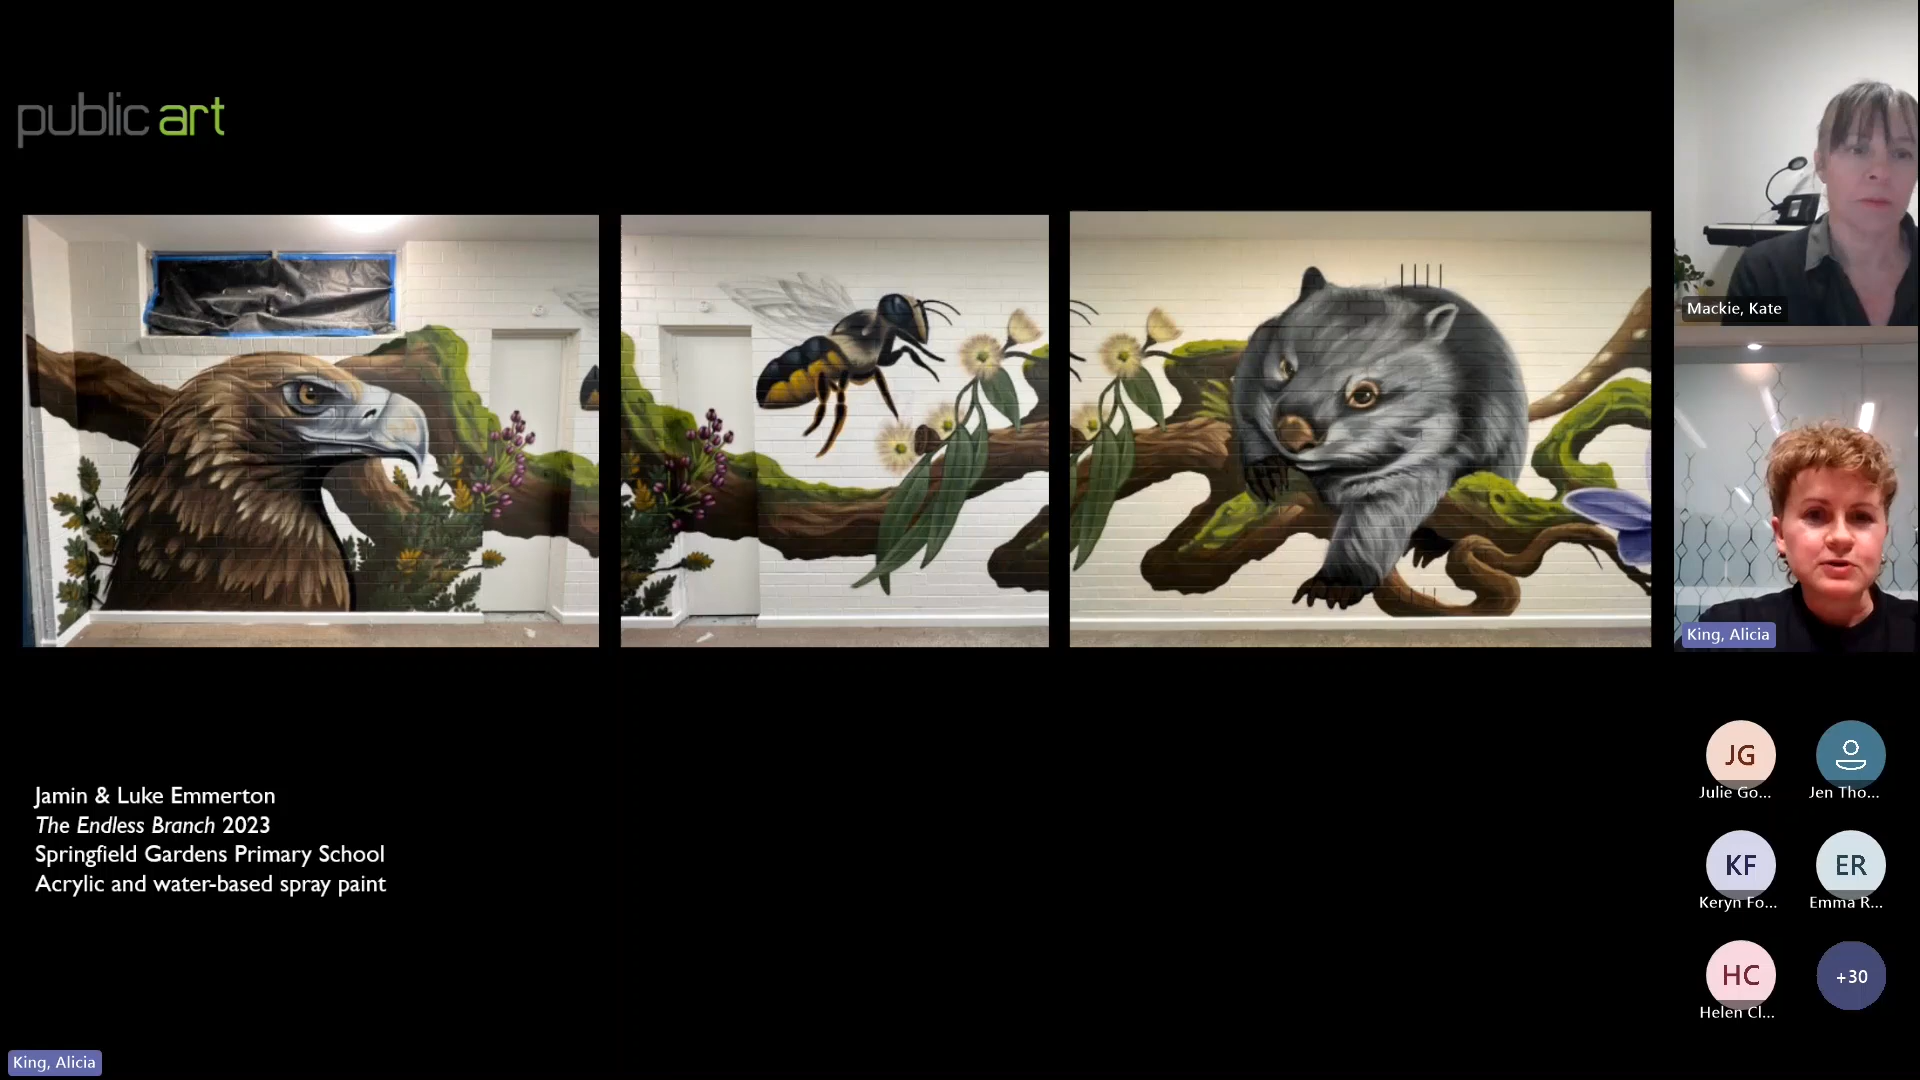 public art
Mackie, Kate
King, Alicia
JG
Julie Go...
Jen Tho...
KF
Keryn Fo...
ER
Emma R...
HC
Helen Cl...
+30
Jamin & Luke Emmerton
The Endless Branch 2023
Springfield Gardens Primary School
Acrylic and water-based spray paint
King, Alicia